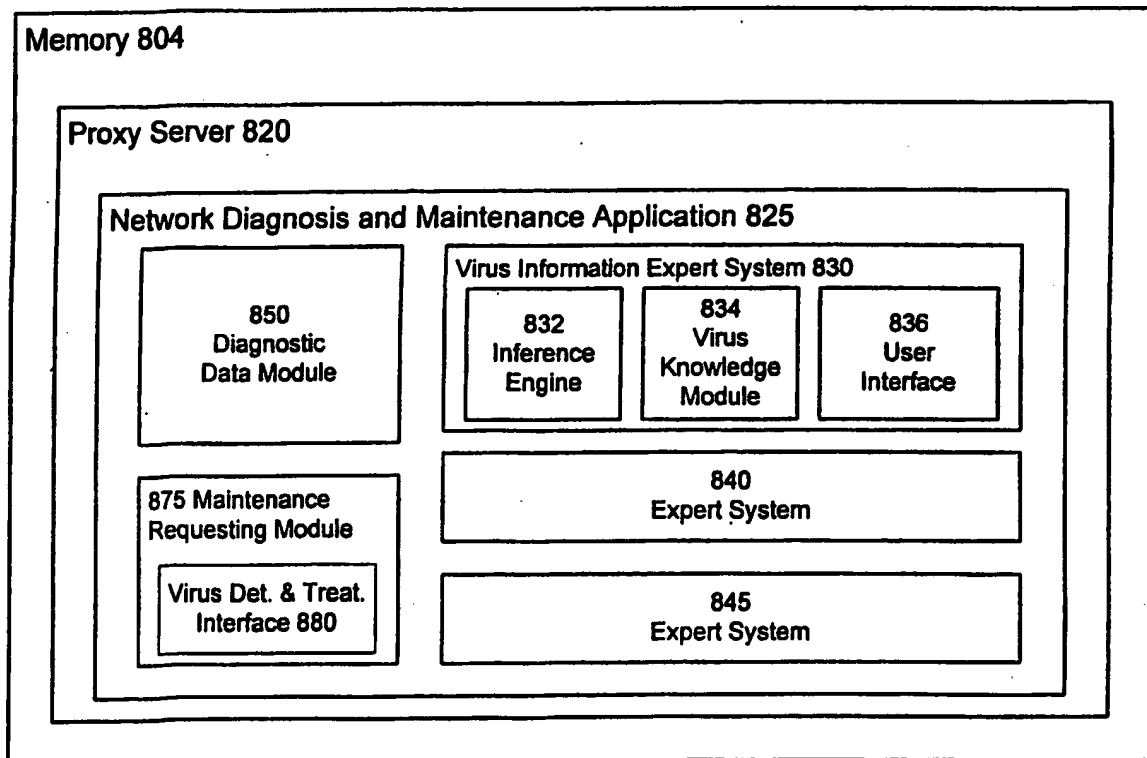 Memory 804
Proxy Server 820
Network Diagnosis and Maintenance Application 825
850
Diagnostic
Data Module
Virus Information Expert System 830
832
Inference
Engine
834
Virus
Knowledge
Module
836
User
Interface
875 Maintenance
Requesting Module
Virus Det. & Treat.
Interface 880
840
Expert System
845
Expert System